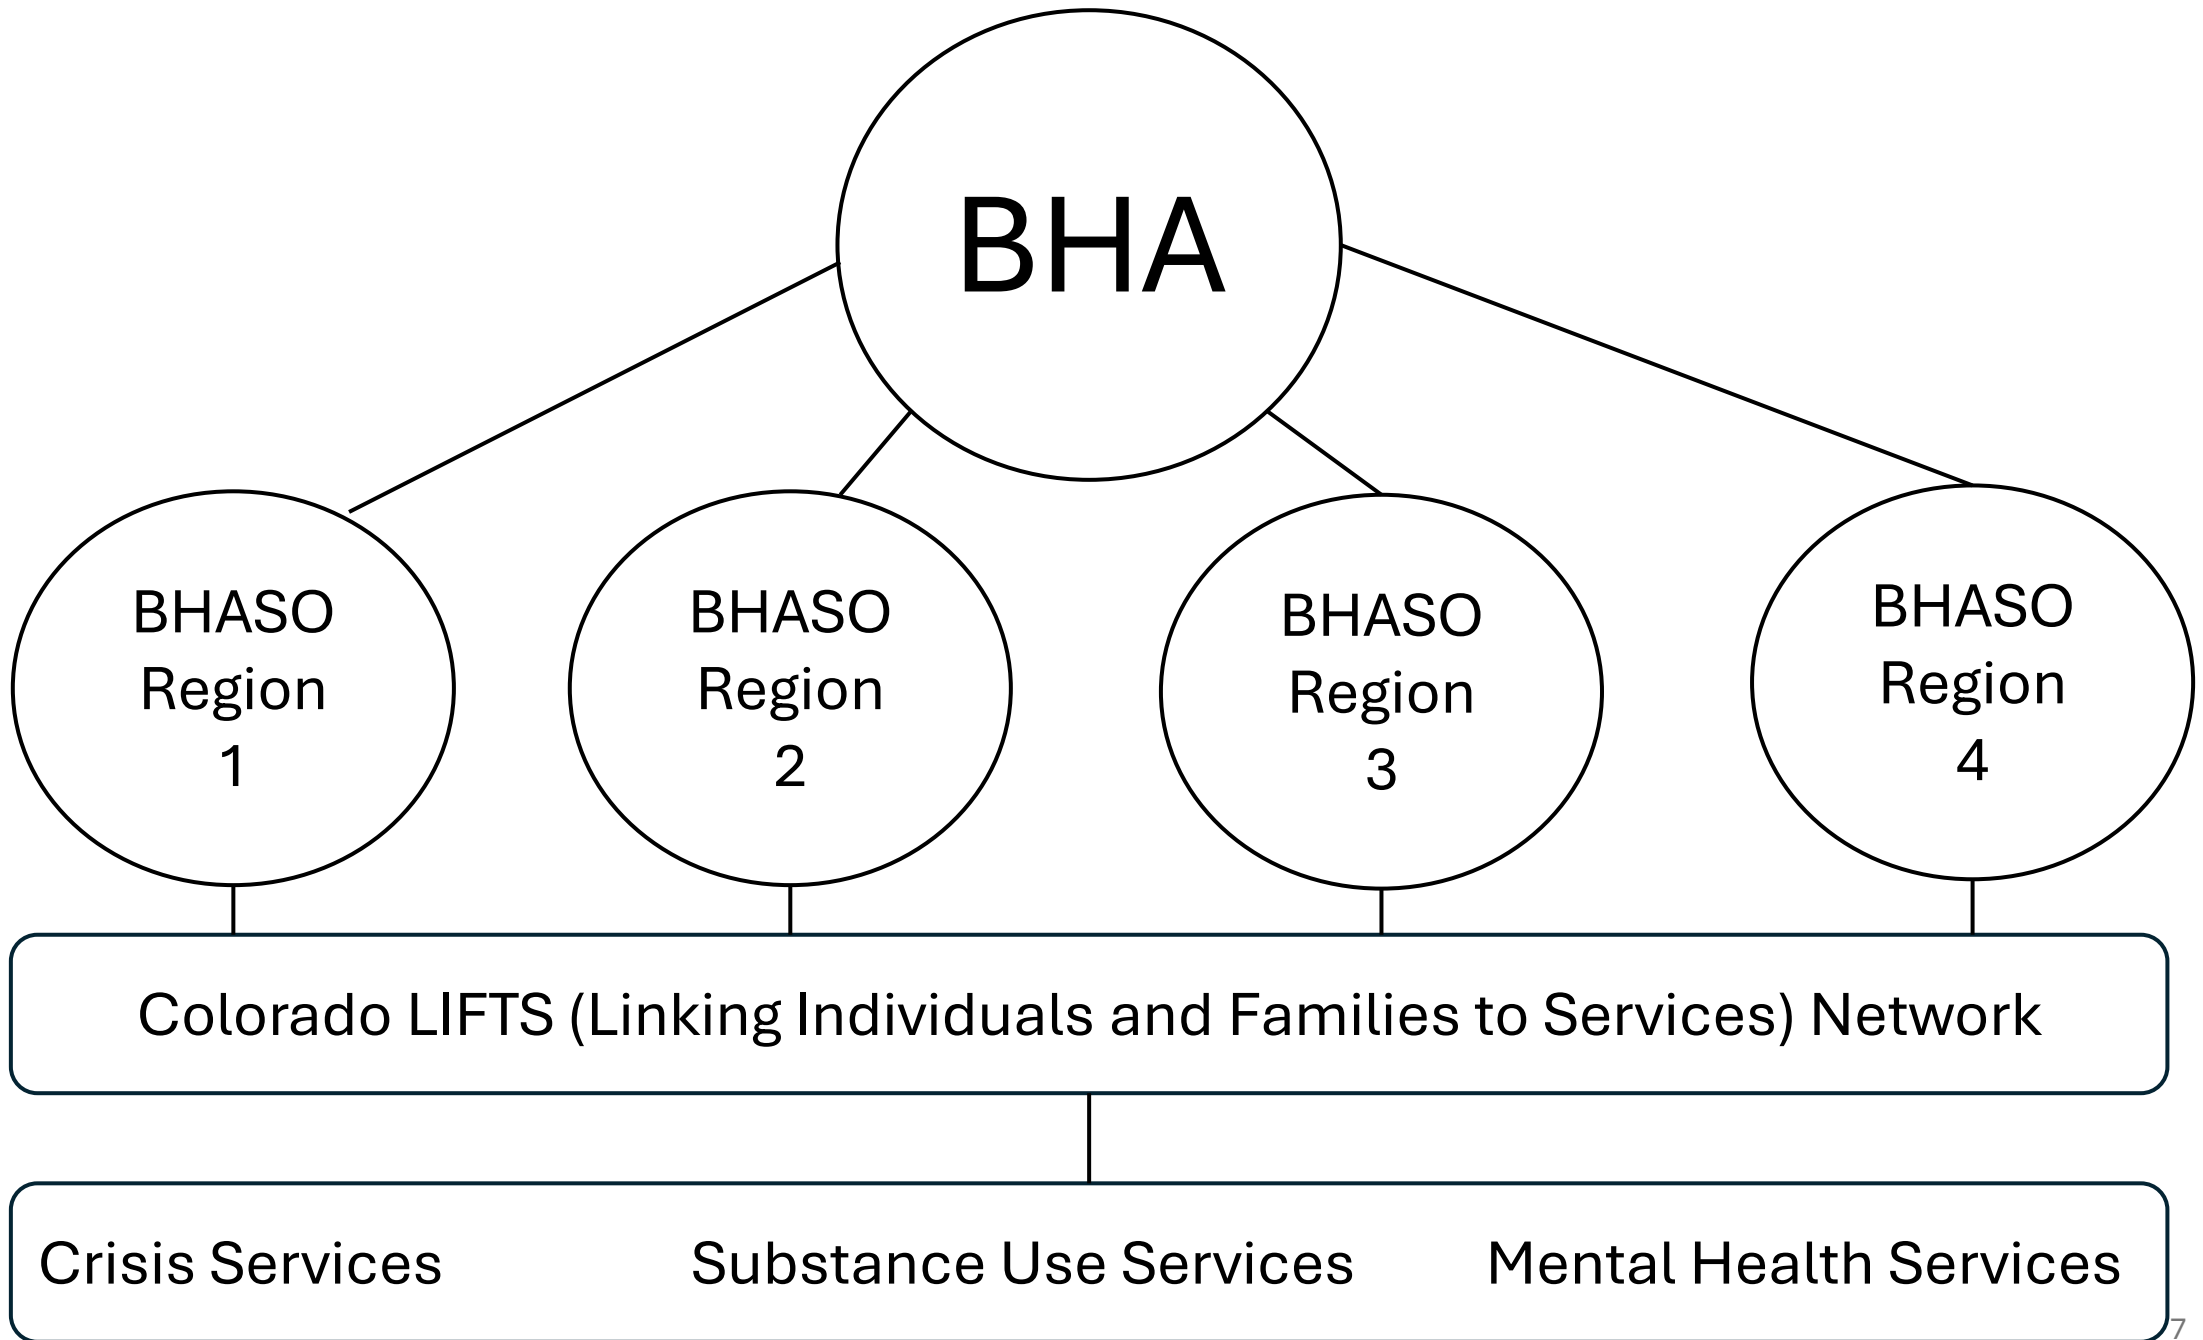 BHA
BHASO
Region
1
BHASO
Region
2
BHASO
Region
3
BHASO
Region
4
Colorado LIFTS (Linking Individuals and Families to Services) Network
Crisis Services
Substance Use Services
Mental Health Services
7